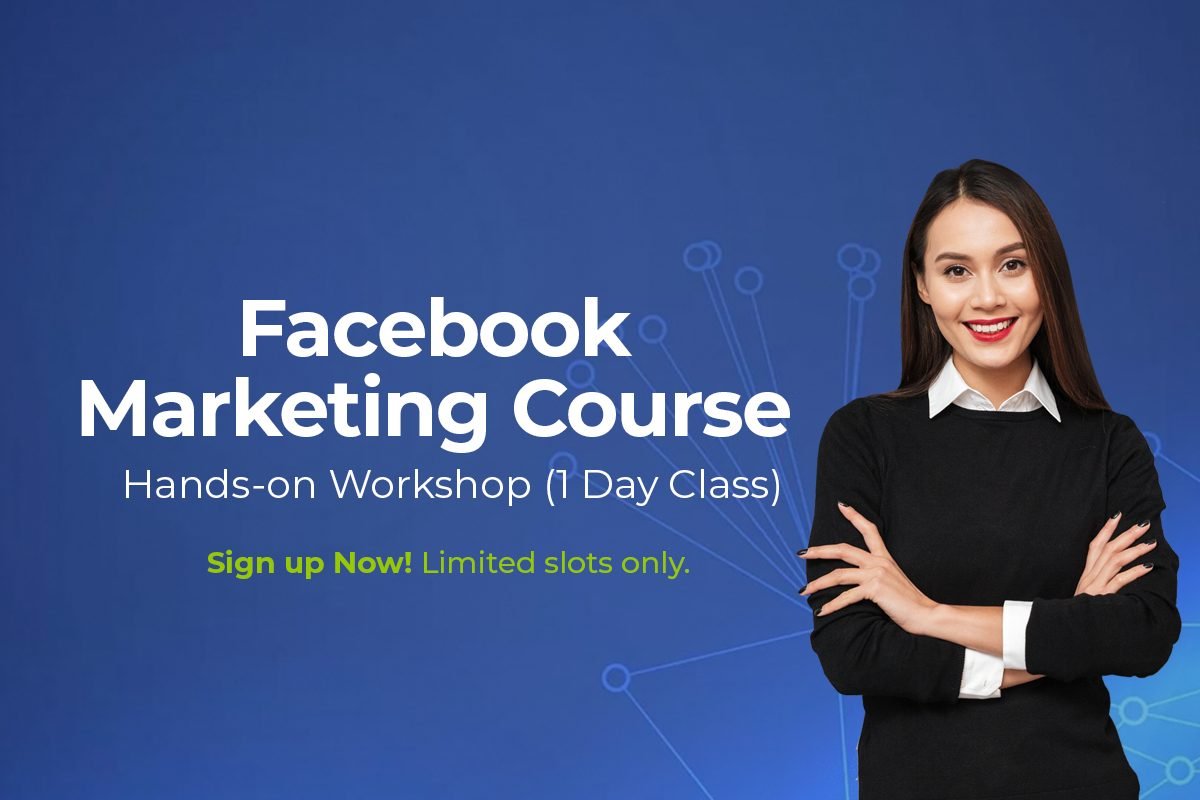 Facebook
Marketing Course
Hands-on Workshop (1 Day Class)
Sign up Now! Limited slots only.